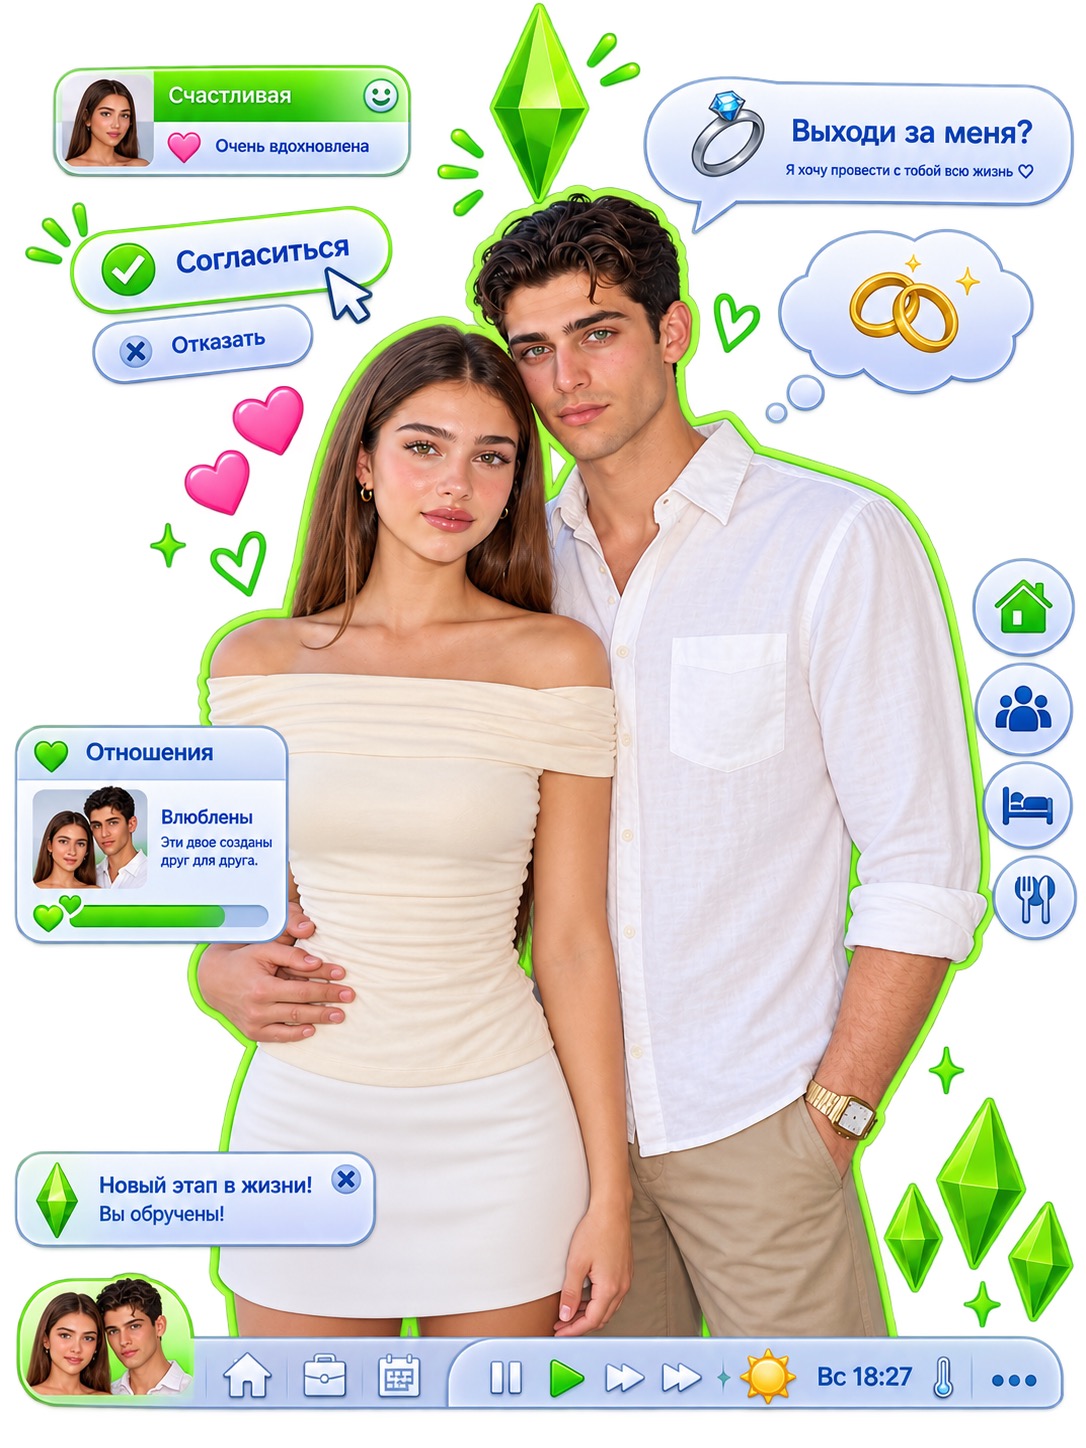 Счастливая
Очень вдохновлена
Выходи за меня?
Я хочу провести с тобой всю жизнь ♡
Согласиться
Отказать
Отношения
Влюблены
Эти двое созданы
друг для друга.
Новый этап в жизни!
Вы обручены!
Вс 18:27